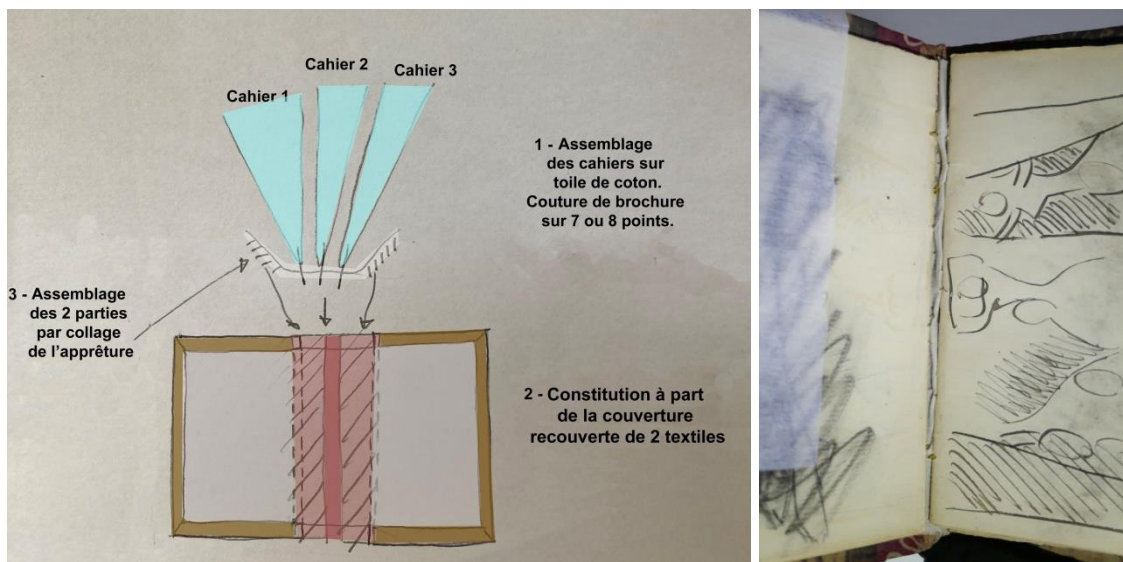 Cahier 1
Cahier 2
Cahier 3
1 - Assemblage
des cahiers sur
toile de coton.
Couture de brochure
sur 7 ou 8 points.
3 - Assemblage
des 2 parties
par collage
de l'apprêture
2 - Constitution à part
de la couverture
recouverte de 2 textiles